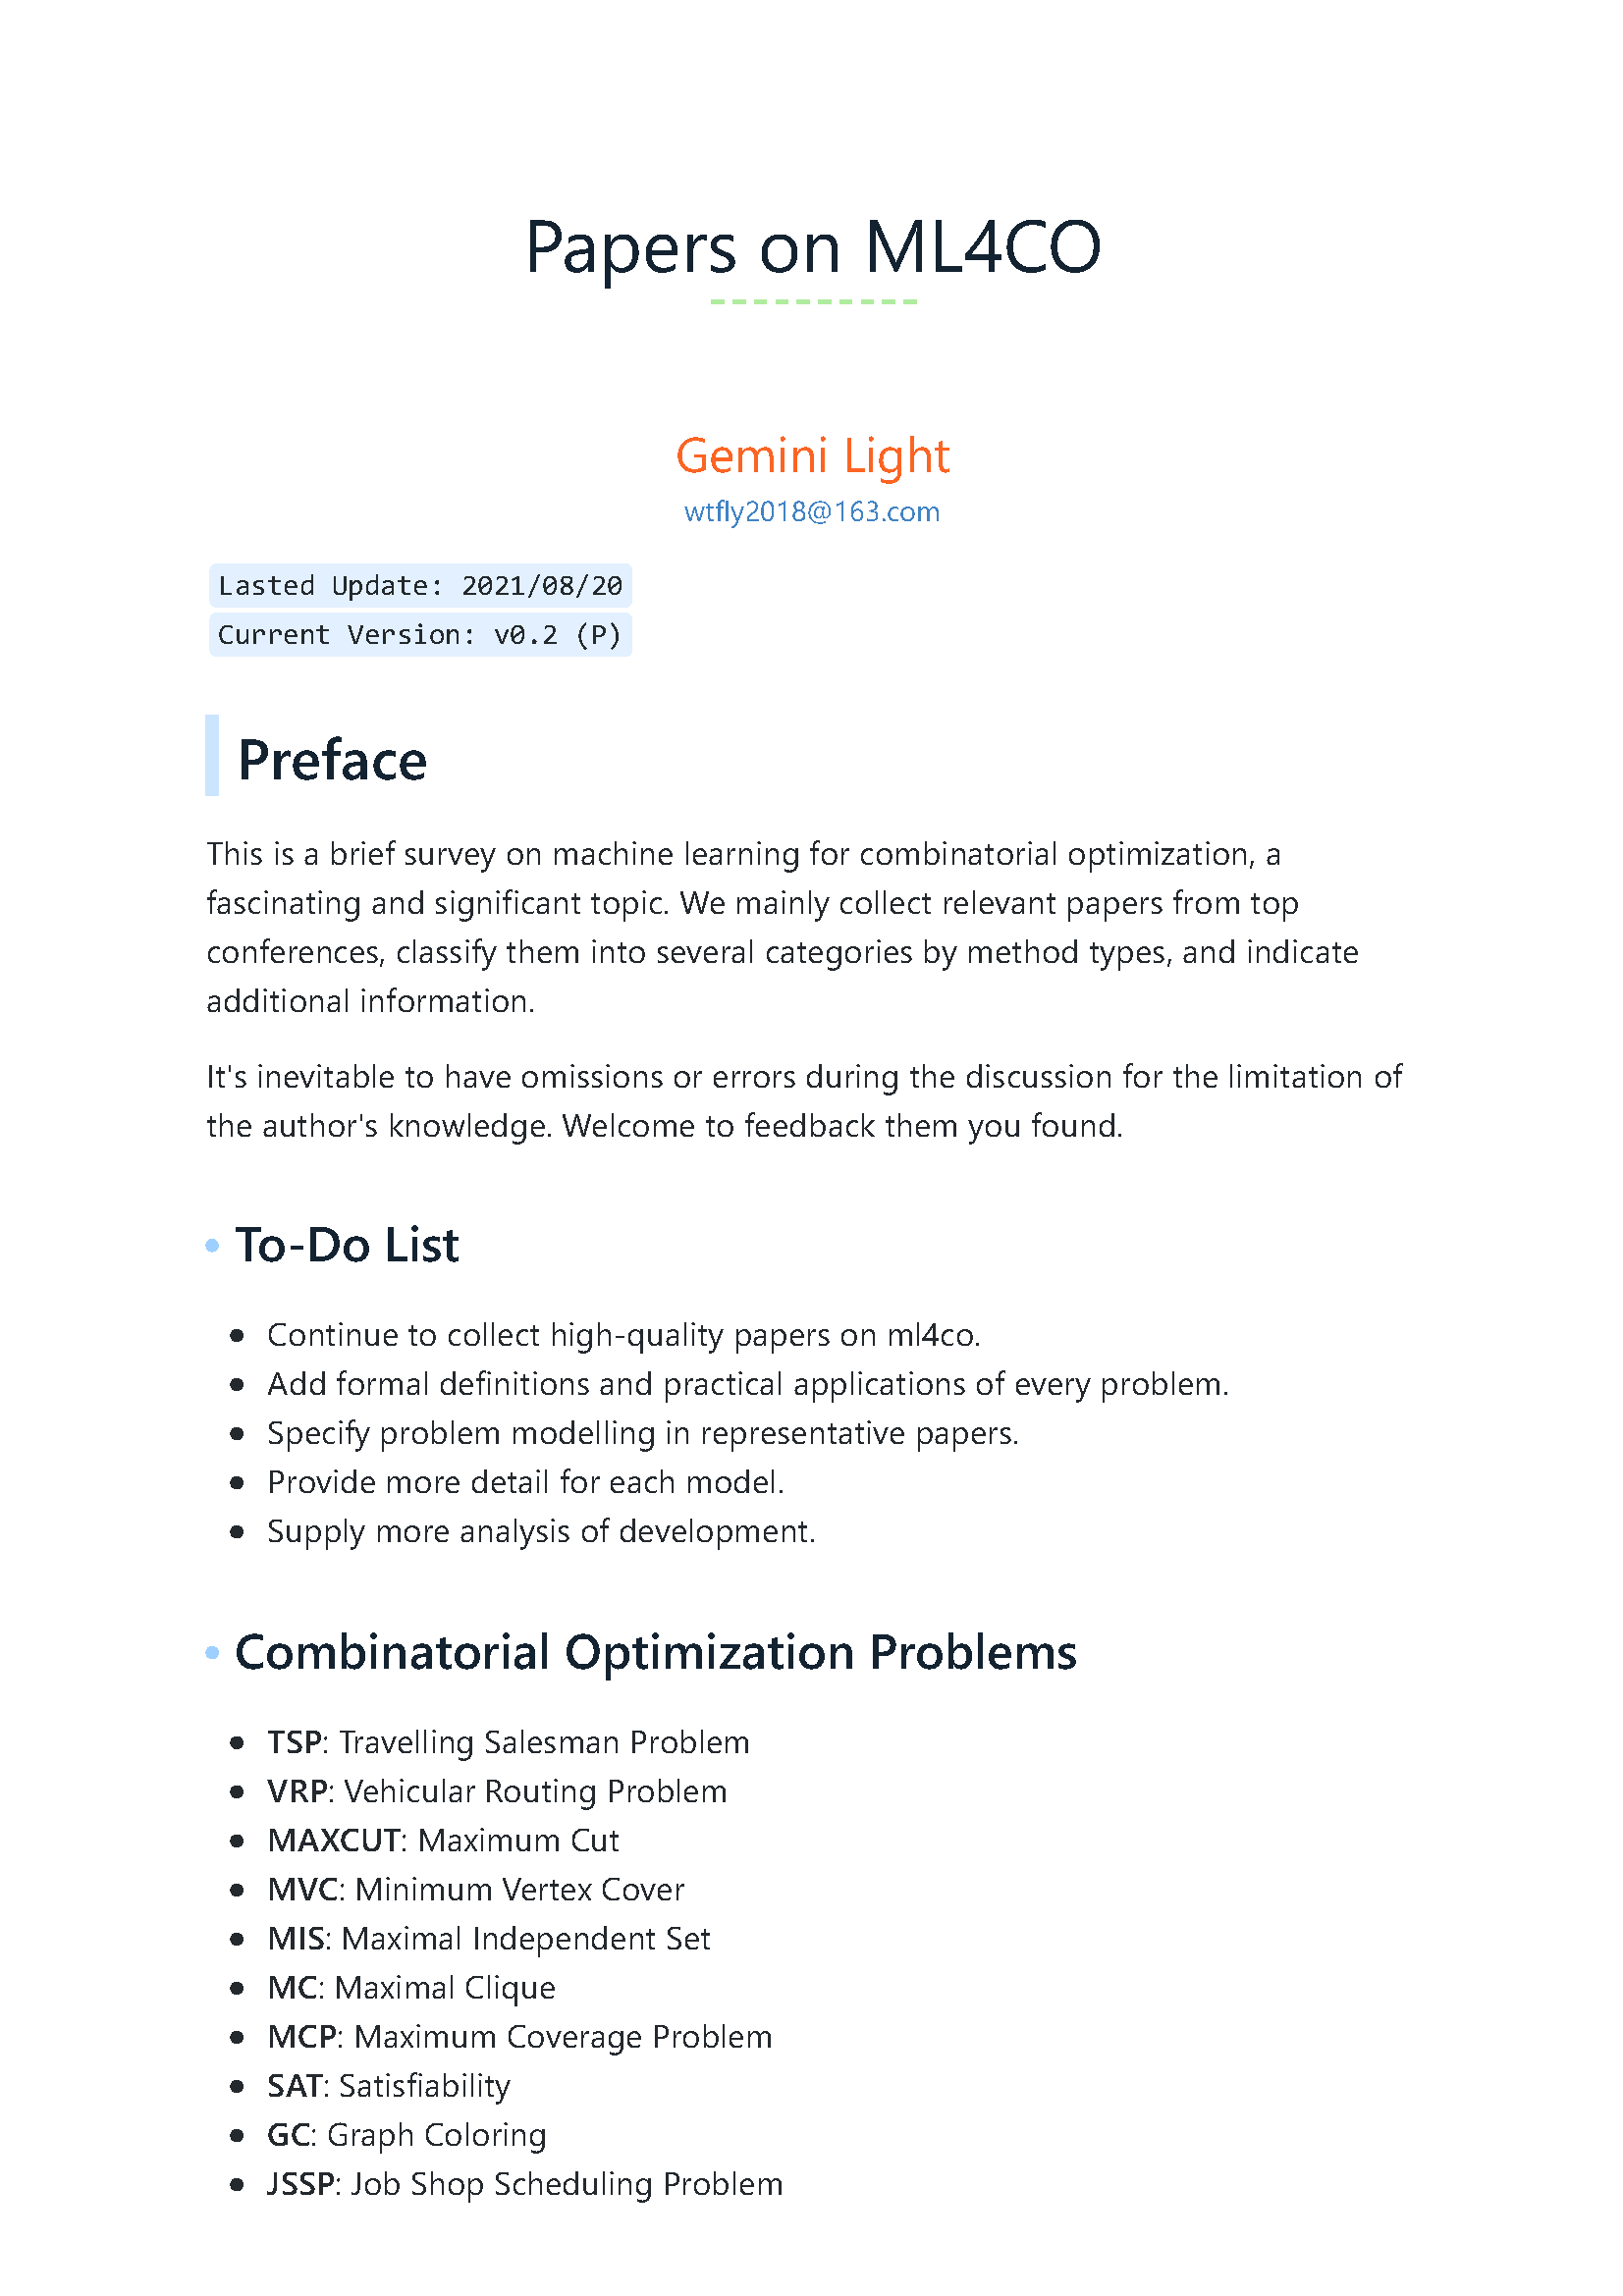 Papers on ML4CO
Gemini Light
wtfly2018@163.com
Lasted Update: 2021/08/20
Current Version: v0.2 (P)
Preface
This is a brief survey on machine learning for combinatorial optimization, a
fascinating and significant topic. We mainly collect relevant papers from top
conferences, classify them into several categories by method types, and indicate
additional information.
It's inevitable to have omissions or errors during the discussion for the limitation of
the author's knowledge. Welcome to feedback them you found.
• To-Do List
• Continue to collect high-quality papers on ml4co.
• Add formal definitions and practical applications of every problem.
• Specify problem modelling in representative papers.
• Provide more detail for each model.
• Supply more analysis of development.
• Combinatorial Optimization Problems
• TSP: Travelling Salesman Problem
• VRP: Vehicular Routing Problem
• MAXCUT: Maximum Cut
• MVC: Minimum Vertex Cover
• MIS: Maximal Independent Set
• MC: Maximal Clique
• MCP: Maximum Coverage Problem
• SAT: Satisfiability
• GC: Graph Coloring
• JSSP: Job Shop Scheduling Problem